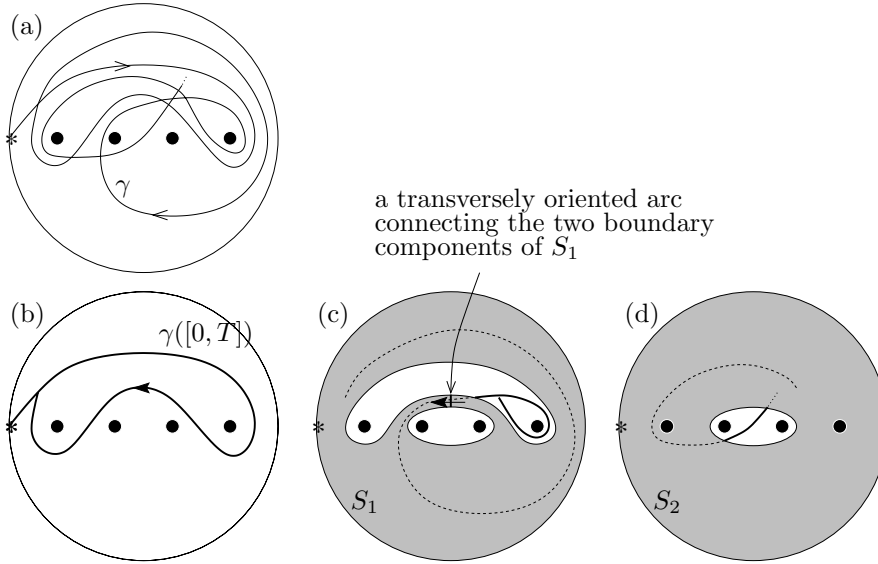 (a)
*
γ
a transversely oriented arc
connecting the two boundary
components of S₁
(b)
γ([0, T])
(c)
(d)
*
*
*
S₁
S₂